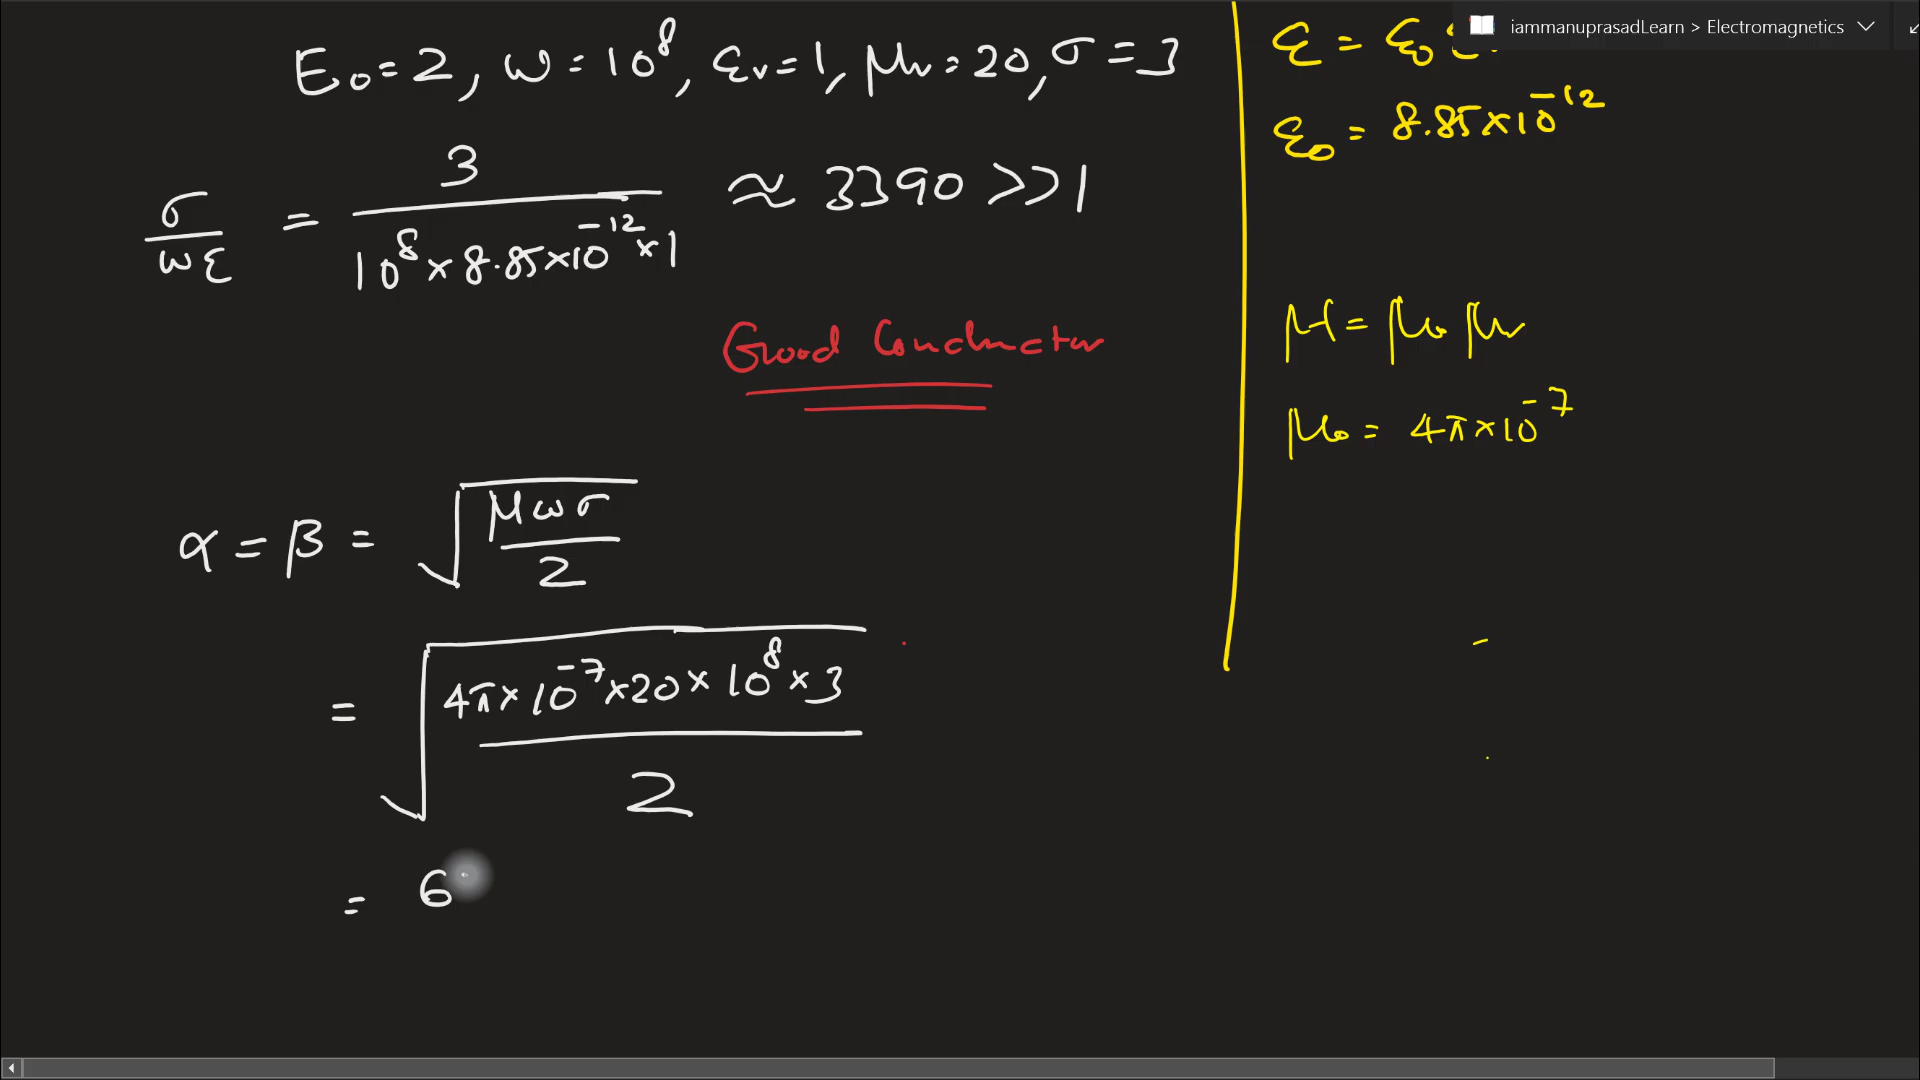 iammanuprasadLearn > Electromagnetics
E₀ = 2, ω = 10⁸, εr = 1, μr = 20, σ = 3
σ/ωε = 3/(10⁸ × 8.85 × 10⁻¹² × 1) ≈ 3390 >> 1
Good Conductor
α = β = √(μωσ/2)
= √((4π × 10⁻⁷ × 20 × 10⁸ × 3)/2)
= 6
ε = ε₀
ε₀ = 8.85 × 10⁻¹²
μ = μ₀ μr
μ₀ = 4π × 10⁻⁷